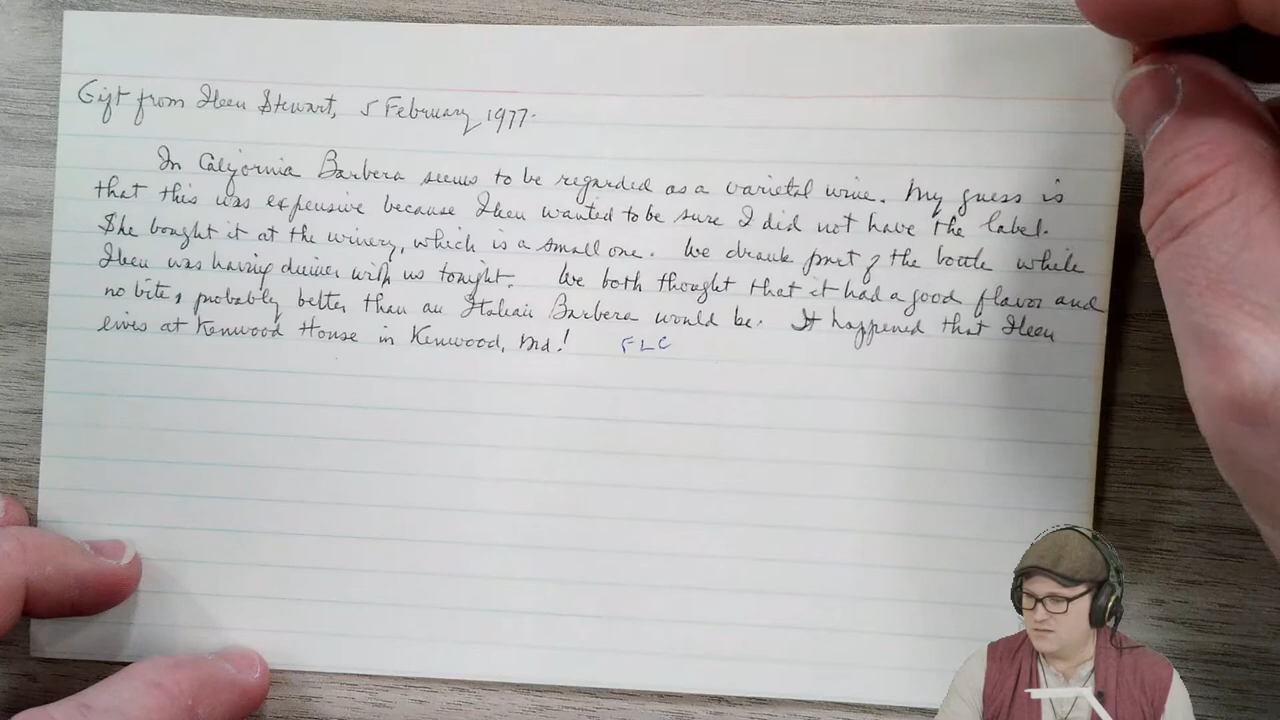 Gift from Ileen Stewart, 5 February 1977.
In California Barbera seems to be regarded as a varietal wine. My guess is
that this was expensive because Ileen wanted to be sure I did not have the label.
She bought it at the winery, which is a small one. We drank part of the bottle while
Ileen was having dinner with us tonight. We both thought that it had a good flavor and
no bite, probably better than an Italian Barbera would be. It happened that Ileen
lives at Kenwood House in Kenwood, Md! FLC